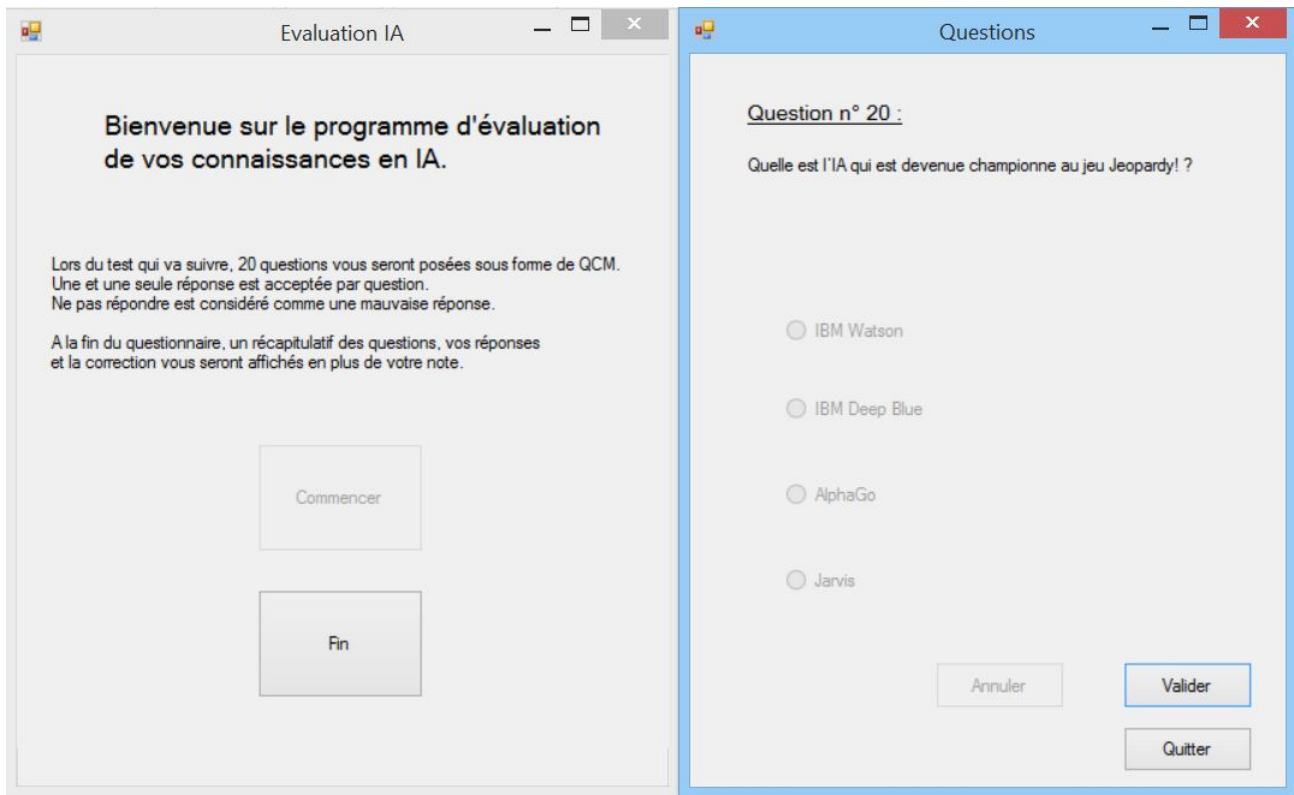 Evaluation IA
Bienvenue sur le programme d'évaluation
de vos connaissances en IA.
Lors du test qui va suivre, 20 questions vous seront posées sous forme de QCM.
Une et une seule réponse est acceptée par question.
Ne pas répondre est considéré comme une mauvaise réponse.
A la fin du questionnaire, un récapitulatif des questions, vos réponses
et la correction vous seront affichés en plus de votre note.
Commencer
Fin
Questions
Question n° 20 :
Quelle est l'IA qui est devenue championne au jeu Jeopardy! ?
IBM Watson
IBM Deep Blue
AlphaGo
Jarvis
Annuler
Valider
Quitter